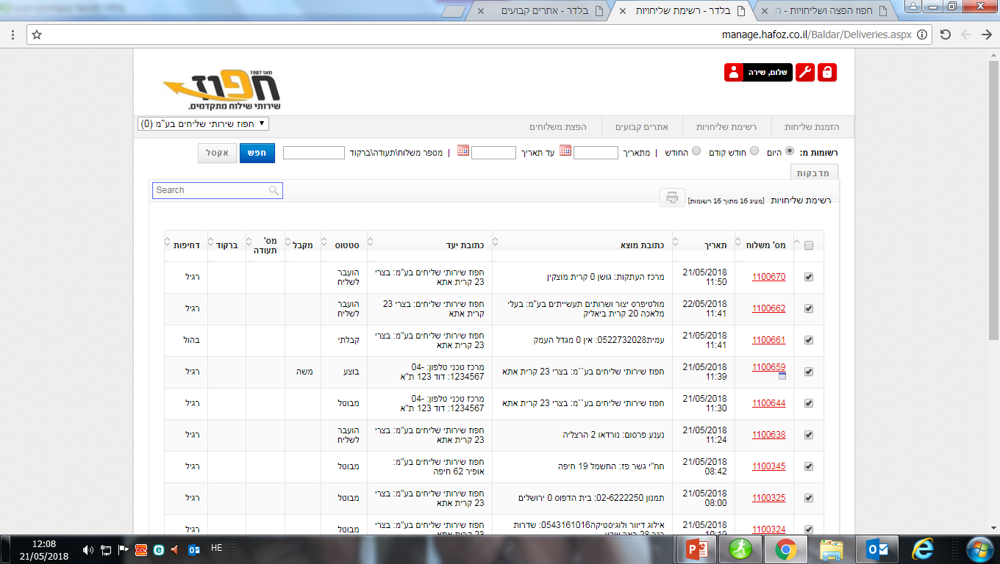 חפוז הפצה ושליחויות - ת
בלדר - רשימת שליחויות
בלדר - אתרים קבועים
manage.hafoz.co.il/Baldar/Deliveries.aspx
שלום, שירה
מאז 1987
חפוז
שירותי שילוח מתקדמים.
הזמנת שליחות
רשימת שליחויות
אתרים קבועים
הפצת משלוחים
חפוז שירותי שליחים בע"מ (0)
רשומות מ: היום חודש קודם החודש | מתאריך עד תאריך | מספר משלוח\תעודה\ברקוד חפש אקסל
מדבקות
רשימת שליחויות [מציג 16 מתוך 16 רשומות]
Search
מס' משלוח תאריך כתובת מוצא כתובת יעד סטטוס מקבל מס' תעודה ברקוד דחיפות
1100670 21/05/2018 11:50 מרכז העתקות: גושן 0 קרית מוצקין חפוז שירותי שליחים בע"מ: בצרי 23 קרית אתא הועבר לשליח רגיל
1100662 22/05/2018 11:41 מולטיפרס יצור ושרותים תעשייתים בע"מ: בעלי מלאכה 20 קרית ביאליק חפוז שירותי שליחים: בצרי 23 קרית אתא הועבר לשליח רגיל
1100661 21/05/2018 11:41 עמית0522732028: אין 0 מגדל העמק חפוז שירותי שליחים בע"מ: בצרי 23 קרית אתא קבלתי בהול
1100659 21/05/2018 11:39 חפוז שירותי שליחים בע``מ: בצרי 23 קרית אתא מרכז טכני טלפון: 04-1234567: דוד 123 ת"א בוצע משה רגיל
1100644 21/05/2018 11:30 חפוז שירותי שליחים בע``מ: בצרי 23 קרית אתא מרכז טכני טלפון: 04-1234567: דוד 123 ת"א מבוטל רגיל
1100638 21/05/2018 11:24 נענע פרסום: נורדאו 2 הרצליה חפוז שירותי שליחים בע"מ: בצרי 23 קרית אתא הועבר לשליח רגיל
1100345 21/05/2018 08:42 חח"י גשר פז: החשמל 19 חיפה חפוז שירותי שליחים בע"מ: אופיר 62 חיפה מבוטל רגיל
1100325 21/05/2018 08:00 תמנון 02-6222250: בית הדפוס 0 ירושלים חפוז שירותי שליחים בע"מ: בצרי 23 קרית אתא מבוטל רגיל
1100324 21/05/2018 אילוג דיוור ולוגיסטיקה0543161016: שדרות חפוז שירותי שליחים בע"מ: בצרי מבוטל רגיל
12:08
21/05/2018
HE